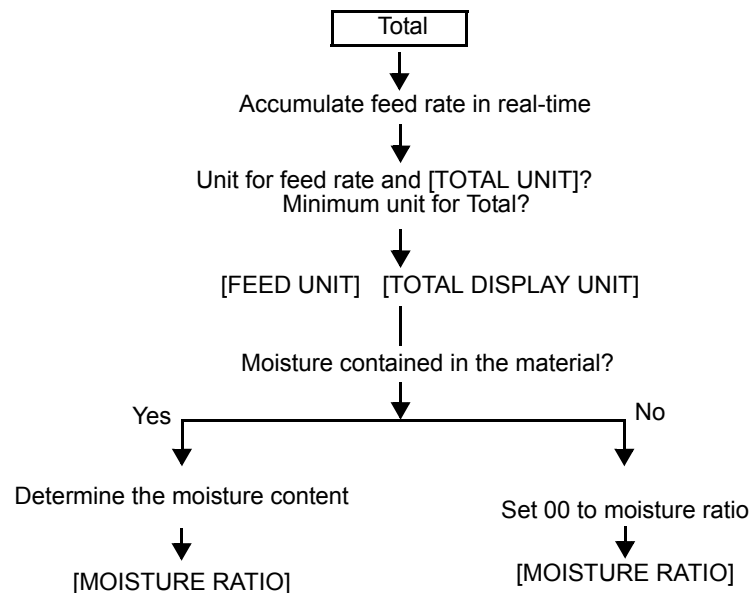 Total
Accumulate feed rate in real-time
Unit for feed rate and [TOTAL UNIT]?
Minimum unit for Total?
[FEED UNIT] [TOTAL DISPLAY UNIT]
Moisture contained in the material?
Yes
No
Determine the moisture content
Set 00 to moisture ratio
[MOISTURE RATIO]
[MOISTURE RATIO]